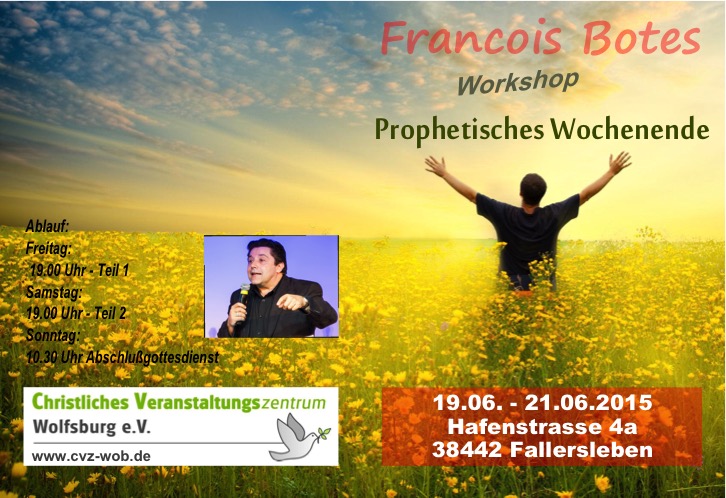 Francois Botes
Workshop
Prophetisches Wochenende
Ablauf:
Freitag:
19.00 Uhr - Teil 1
Samstag:
19.00 Uhr - Teil 2
Sonntag:
10.30 Uhr Abschlußgottesdienst
Christliches Veranstaltungszentrum
Wolfsburg e.V.
www.cvz-wob.de
19.06. - 21.06.2015
Hafenstrasse 4a
38442 Fallersleben